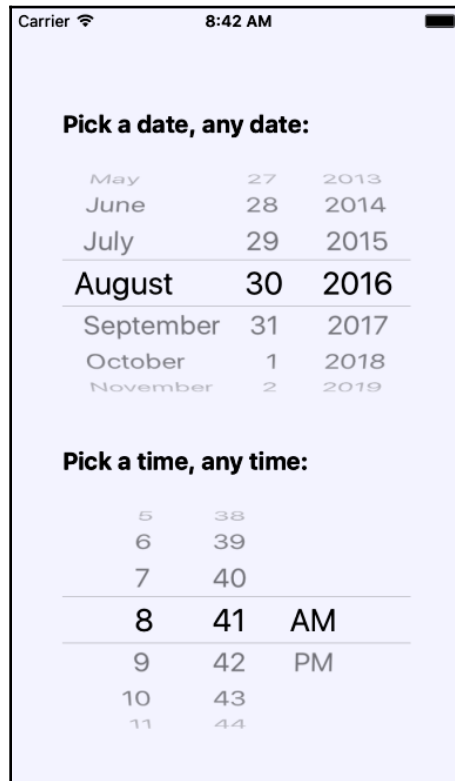 Carrier 8:42 AM
Pick a date, any date:
May 27 2013
June 28 2014
July 29 2015
August 30 2016
September 31 2017
October 1 2018
November 2 2019
Pick a time, any time:
5 38
6 39
7 40
8 41 AM
9 42 PM
10 43
11 44